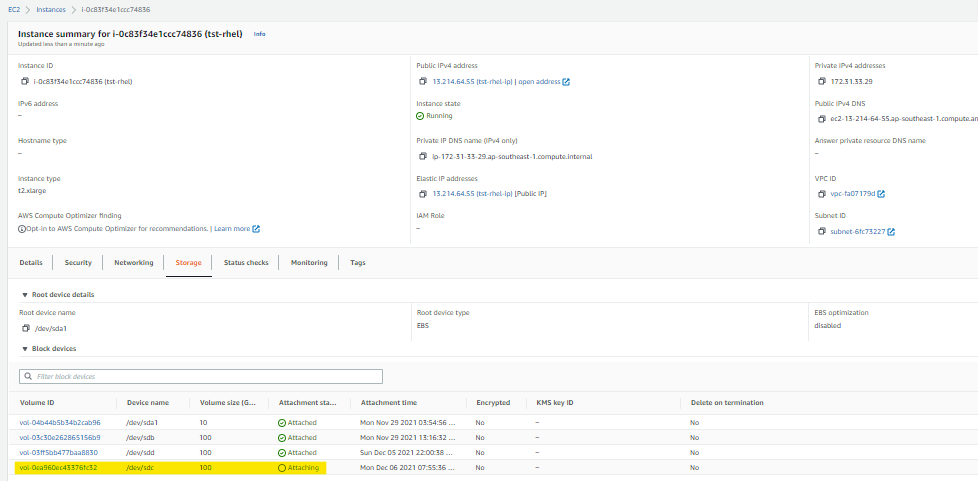 EC2 > Instances > i-0c83f34e1ccc74836
Instance summary for i-0c83f34e1ccc74836 (tst-rhel) Info
Updated less than a minute ago
Instance ID
i-0c83f34e1ccc74836 (tst-rhel)
Public IPv4 address
13.214.64.55 (tst-rhel-ip) | open address
Private IPv4 addresses
172.31.33.29
IPv6 address
–
Instance state
Running
Public IPv4 DNS
ec2-13-214-64-55.ap-southeast-1.compute.am
Hostname type
–
Private IP DNS name (IPv4 only)
ip-172-31-33-29.ap-southeast-1.compute.internal
Answer private resource DNS name
–
Instance type
t2.xlarge
Elastic IP addresses
13.214.64.55 (tst-rhel-ip) [Public IP]
VPC ID
vpc-fa07179d
AWS Compute Optimizer finding
Opt-in to AWS Compute Optimizer for recommendations. | Learn more
IAM Role
–
Subnet ID
subnet-6fc73227
Details Security Networking Storage Status checks Monitoring Tags
Root device details
Root device name
/dev/sda1
Root device type
EBS
EBS optimization
disabled
Block devices
Filter block devices
Volume ID Device name Volume size (G... Attachment sta... Attachment time Encrypted KMS key ID Delete on termination
vol-04b44b5b34b2cab96 /dev/sda1 10 Attached Mon Nov 29 2021 03:54:56 ... No – No
vol-03c30e262865156b9 /dev/sdb 100 Attached Mon Nov 29 2021 13:16:32 ... No – No
vol-03ff5bb477baa8830 /dev/sdd 100 Attached Sun Dec 05 2021 22:00:38 ... No – No
vol-0ea960ec43376fc32 /dev/sdc 100 Attaching Mon Dec 06 2021 07:55:36 ... No – No